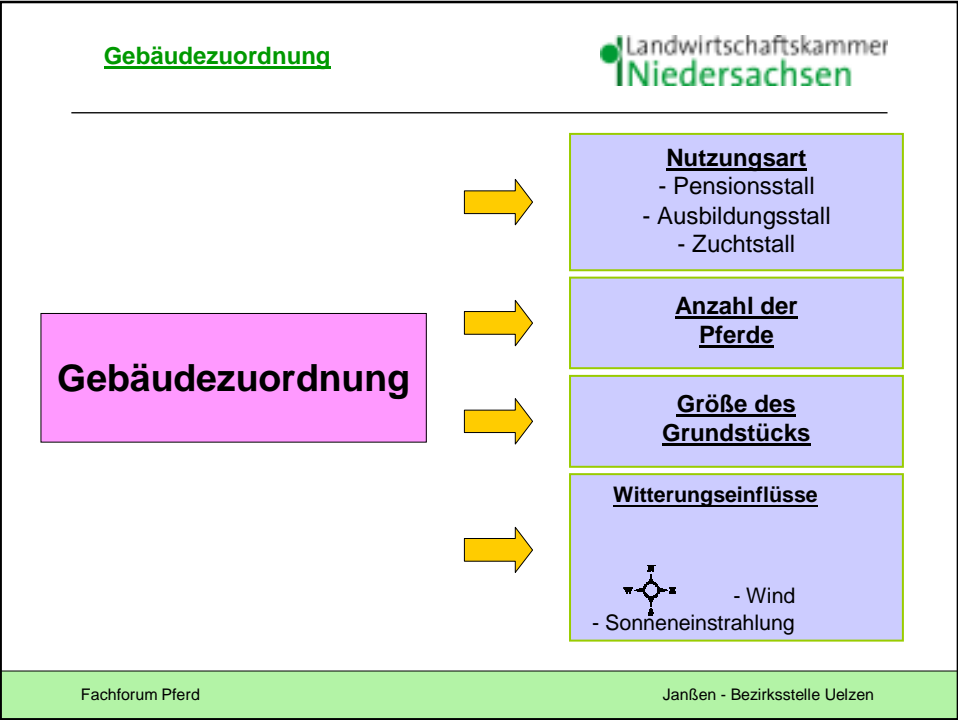 Gebäudezuordnung
Landwirtschaftskammer
Niedersachsen
Nutzungsart
- Pensionsstall
- Ausbildungsstall
- Zuchtstall
Anzahl der
Pferde
Gebäudezuordnung
Größe des
Grundstücks
Witterungseinflüsse
N
W
- Wind
- Sonneneinstrahlung
Fachforum Pferd
Janßen - Bezirksstelle Uelzen